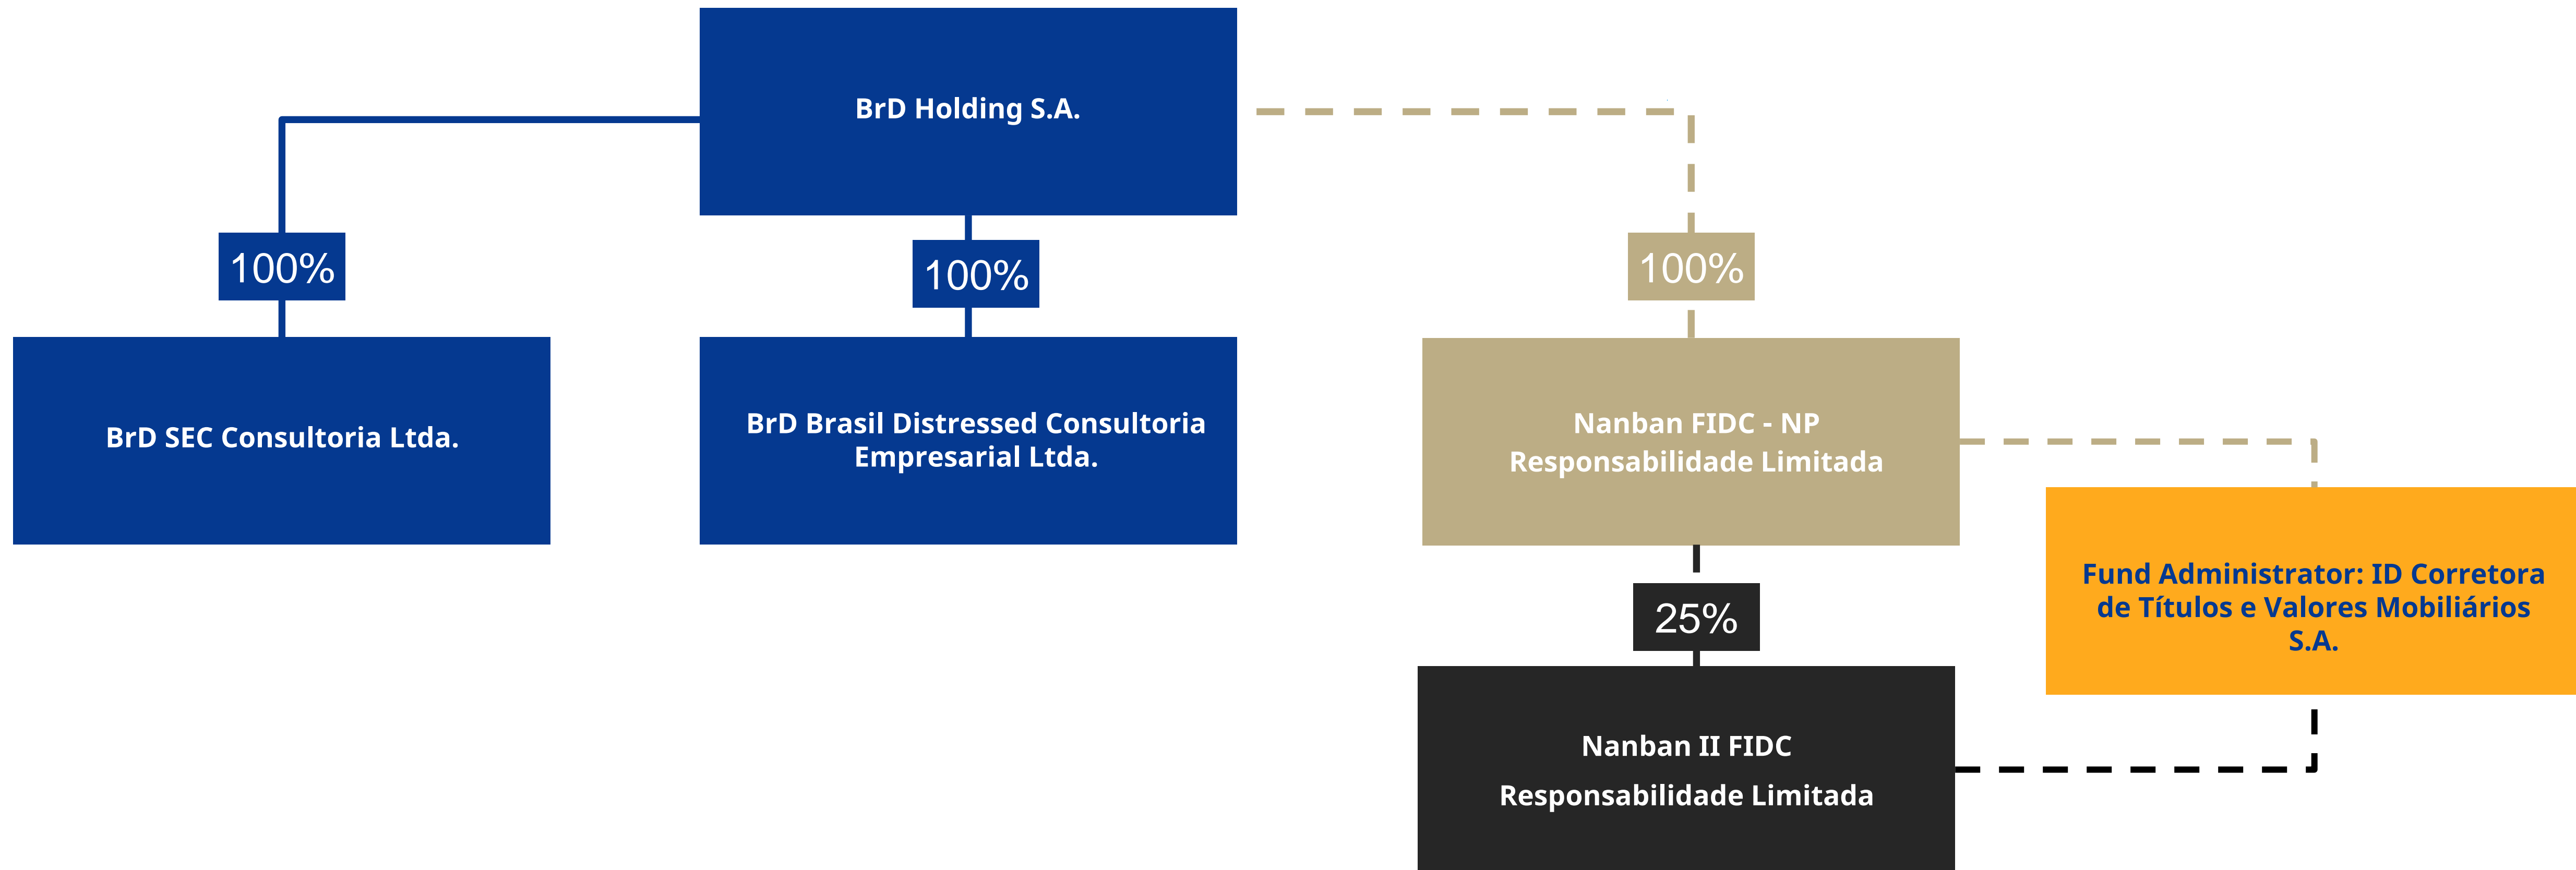 BrD Holding S.A.
100%
100%
100%
BrD SEC Consultoria Ltda.
BrD Brasil Distressed Consultoria
Empresarial Ltda.
Nanban FIDC - NP
Responsabilidade Limitada
25%
Fund Administrator: ID Corretora
de Títulos e Valores Mobiliários
S.A.
Nanban II FIDC
Responsabilidade Limitada